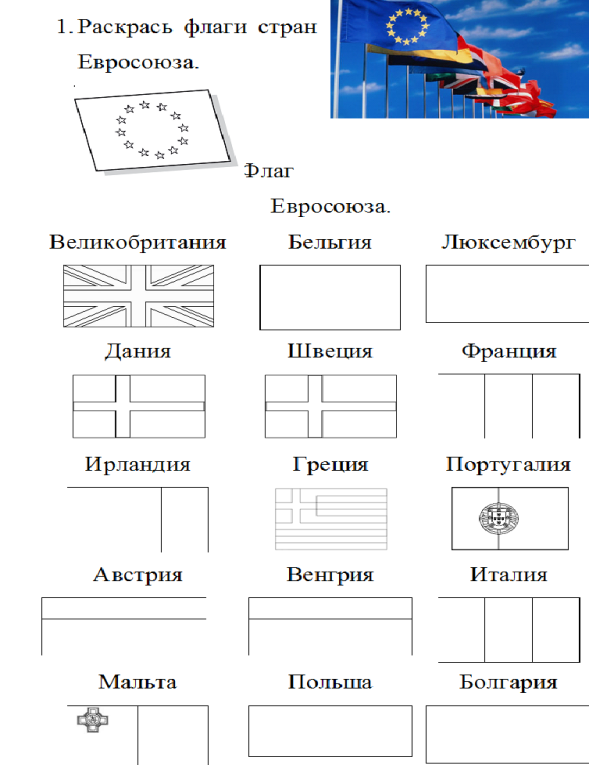 1. Раскрась флаги стран
Евросоюза.
Флаг
Евросоюза.
Великобритания Бельгия Люксембург
Дания Швеция Франция
Ирландия Греция Португалия
Австрия Венгрия Италия
Мальта Польша Болгария